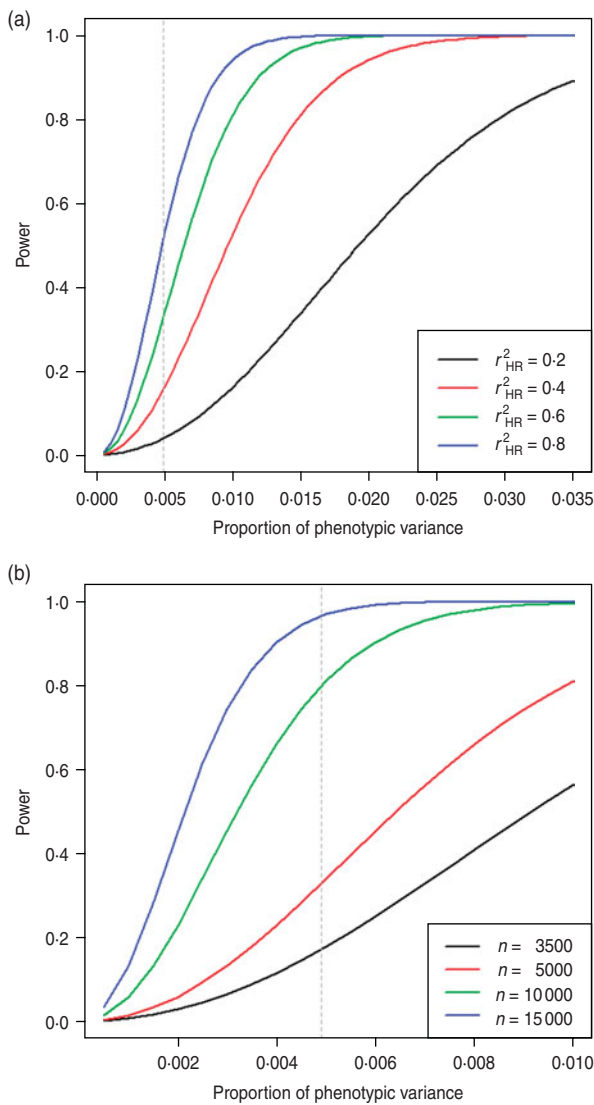 (a)
1·0
0·8
0·6
0·4
0·2
0·0
Power
r²HR = 0·2
r²HR = 0·4
r²HR = 0·6
r²HR = 0·8
0·000 0·005 0·010 0·015 0·020 0·025 0·030 0·035
Proportion of phenotypic variance
(b)
1·0
0·8
0·6
0·4
0·2
0·0
Power
n = 3500
n = 5000
n = 10 000
n = 15 000
0·002 0·004 0·006 0·008 0·010
Proportion of phenotypic variance